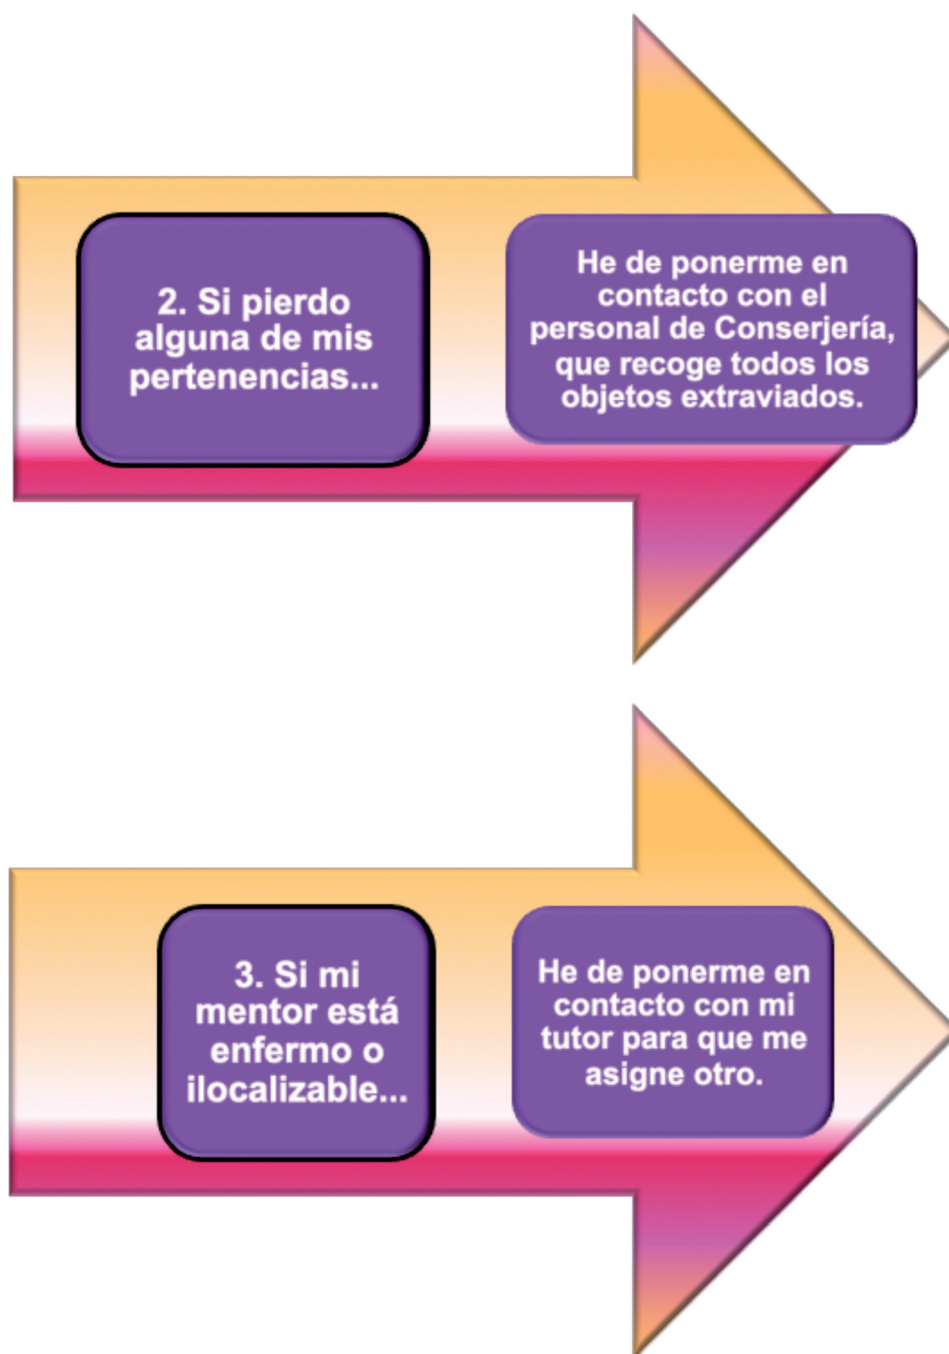 2. Si pierdo
alguna de mis
pertenencias...
He de ponerme en
contacto con el
personal de Conserjería,
que recoge todos los
objetos extraviados.
3. Si mi
mentor está
enfermo o
ilocalizable...
He de ponerme en
contacto con mi
tutor para que me
asigne otro.